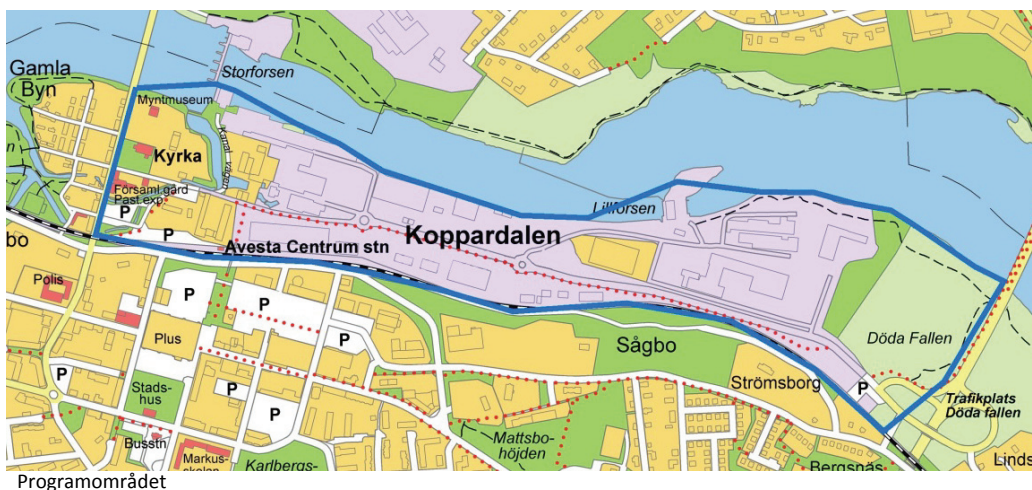 Gamla
Byn
Storforsen
Myntmuseum
Kyrka
Kanalvägen
Församl.gård
Past.exp
P
P
Avesta Centrum stn
Koppardalen
Lillforsen
bo
Polis
P
P
Plus
P
P
P
Stads-
hus
Busstn
Markus-
skolan
Karlbergs-
Mattsbo-
höjden
Sågbo
Strömsborg
Döda Fallen
P
Trafikplats
Döda fallen
Bergsnäs
Linds
Programområdet